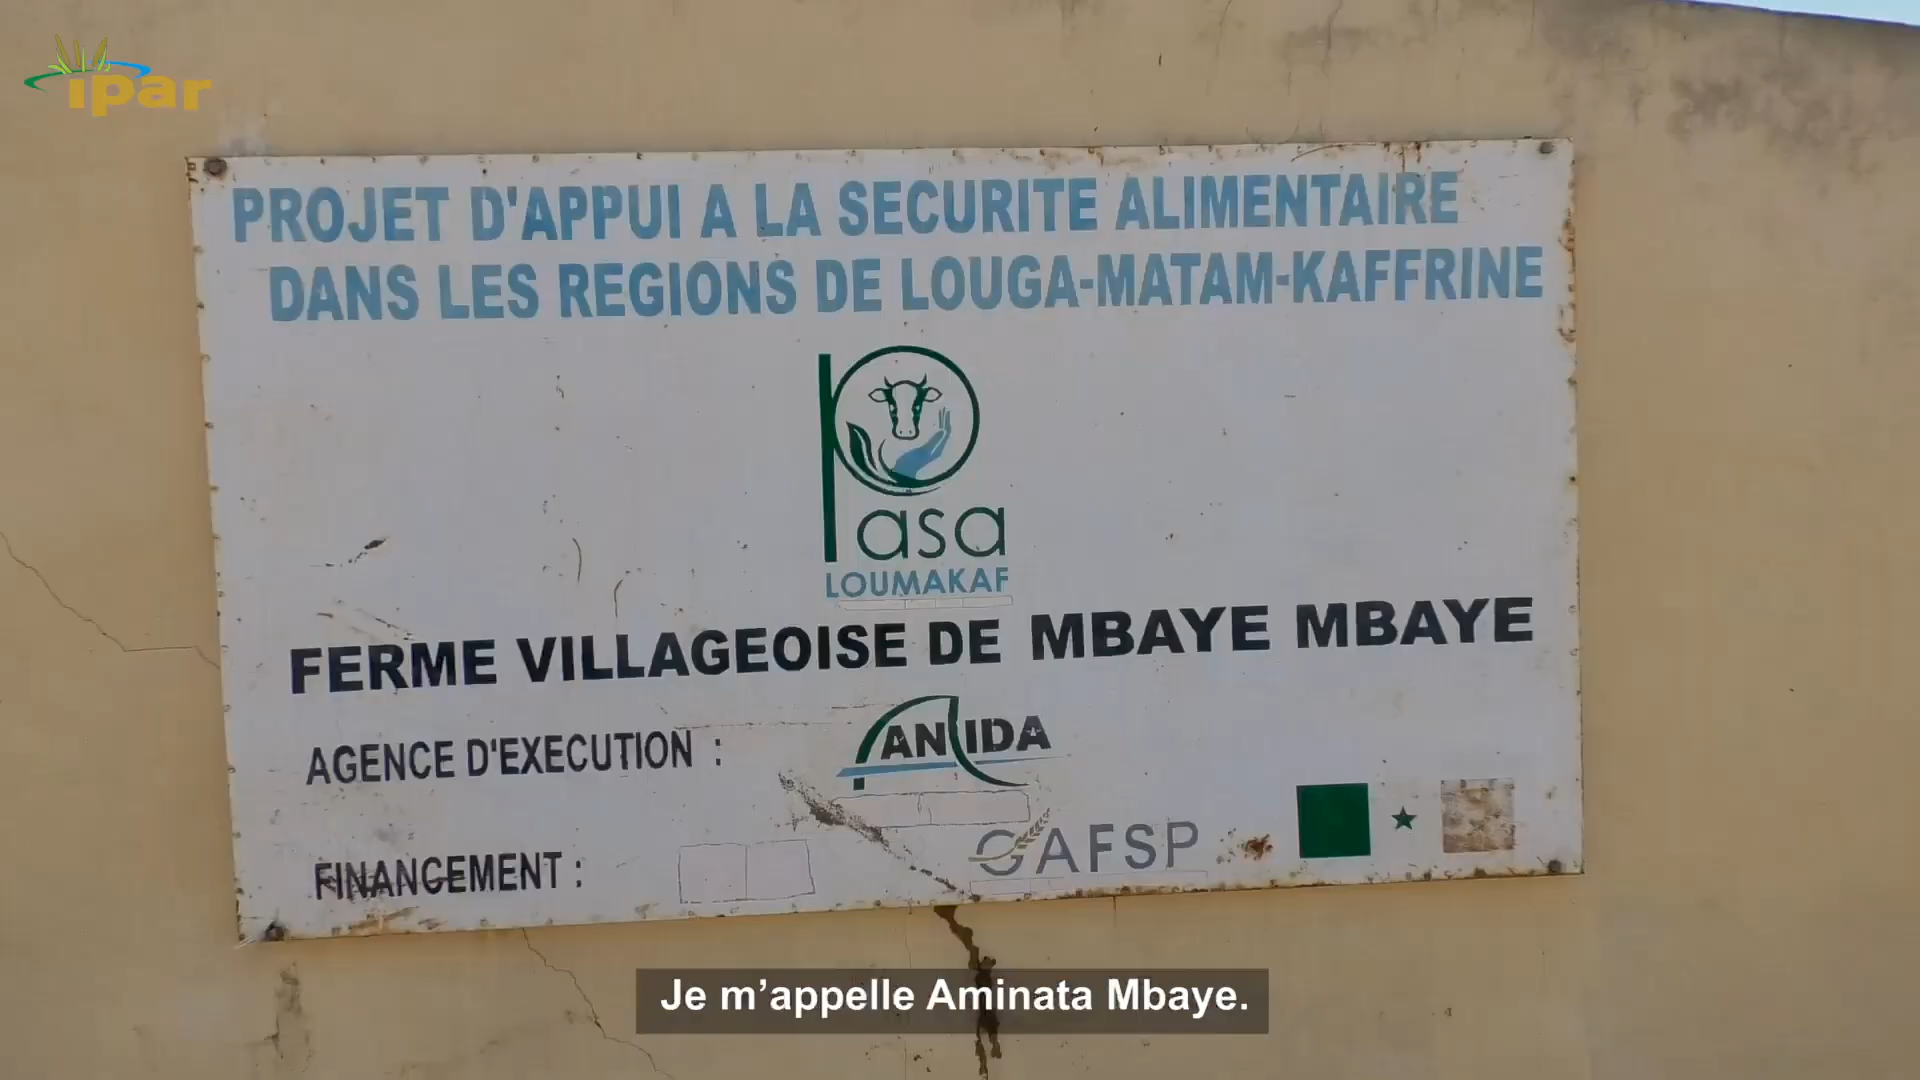 ipar
PROJET D'APPUI A LA SECURITE ALIMENTAIRE
DANS LES REGIONS DE LOUGA-MATAM-KAFFRINE
Pasa
LOUMAKAF
FERME VILLAGEOISE DE MBAYE MBAYE
AGENCE D'EXECUTION : ANIDA
FINANCEMENT : GAFSP
Je m’appelle Aminata Mbaye.